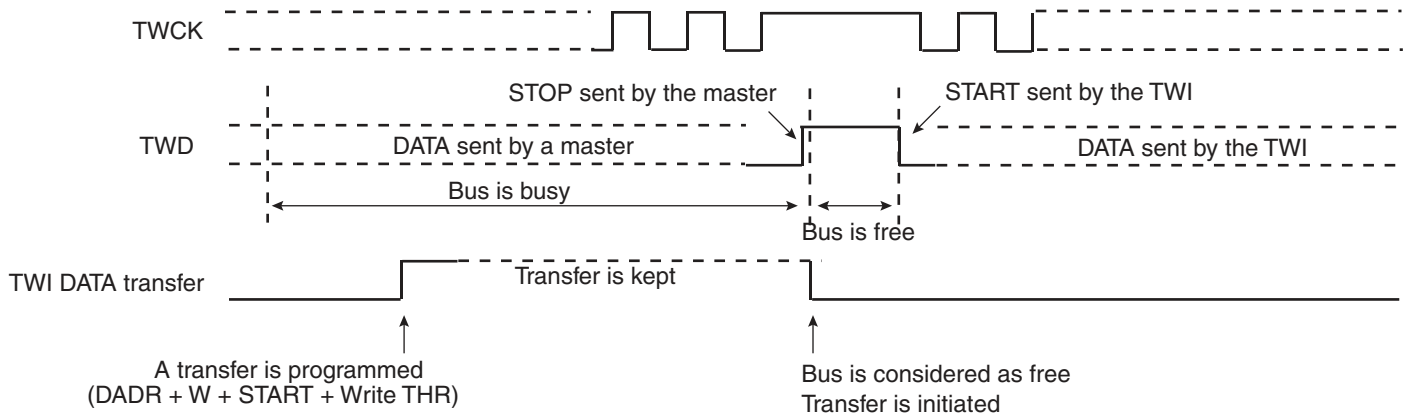 TWCK
STOP sent by the master
START sent by the TWI
TWD
DATA sent by a master
DATA sent by the TWI
Bus is busy
Bus is free
TWI DATA transfer
Transfer is kept
A transfer is programmed
(DADR + W + START + Write THR)
Bus is considered as free
Transfer is initiated